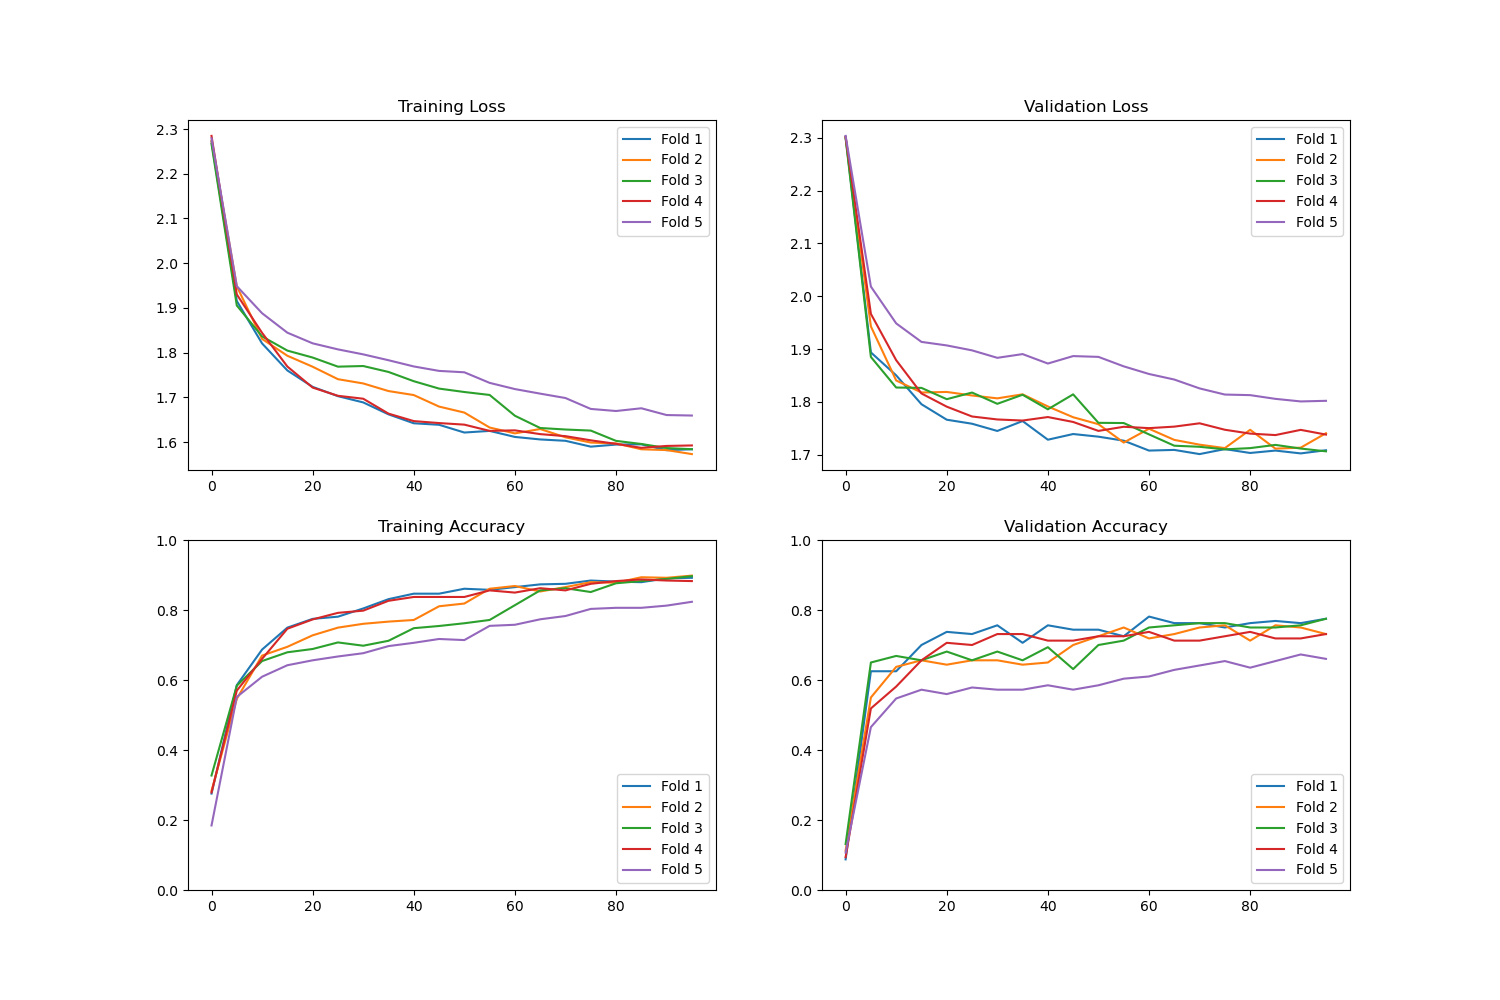 Training Loss
2.3
2.2
2.1
2.0
1.9
1.8
1.7
1.6
0 20 40 60 80
Fold 1
Fold 2
Fold 3
Fold 4
Fold 5
Validation Loss
2.3
2.2
2.1
2.0
1.9
1.8
1.7
0 20 40 60 80
Fold 1
Fold 2
Fold 3
Fold 4
Fold 5
Training Accuracy
1.0
0.8
0.6
0.4
0.2
0.0
0 20 40 60 80
Fold 1
Fold 2
Fold 3
Fold 4
Fold 5
Validation Accuracy
1.0
0.8
0.6
0.4
0.2
0.0
0 20 40 60 80
Fold 1
Fold 2
Fold 3
Fold 4
Fold 5